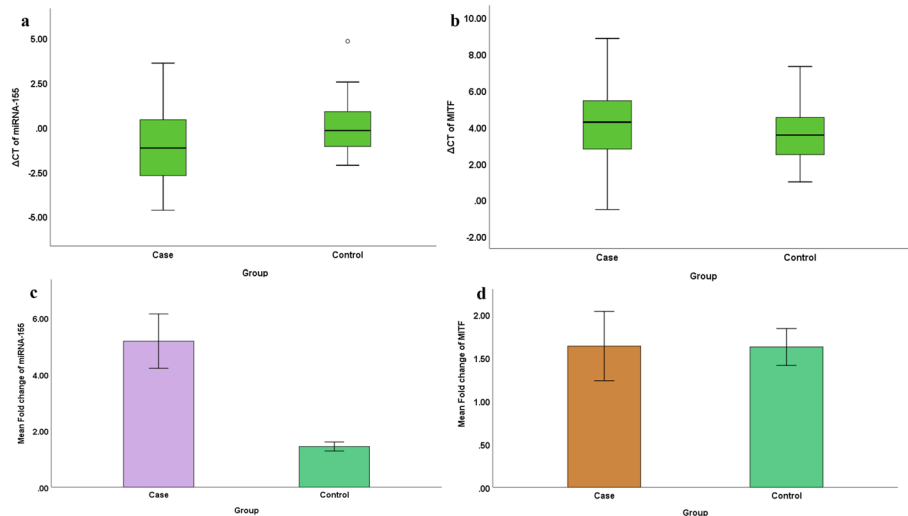 a
ΔCT of miRNA-155
5.00
2.50
.00
-2.50
-5.00
Case
Control
Group
b
ΔCT of MITF
10.00
8.00
6.00
4.00
2.00
.00
-2.00
Case
Control
Group
c
Mean Fold change of miRNA-155
6.00
4.00
2.00
.00
Case
Control
Group
d
Mean Fold change of MITF
2.00
1.50
1.00
.50
.00
Case
Control
Group